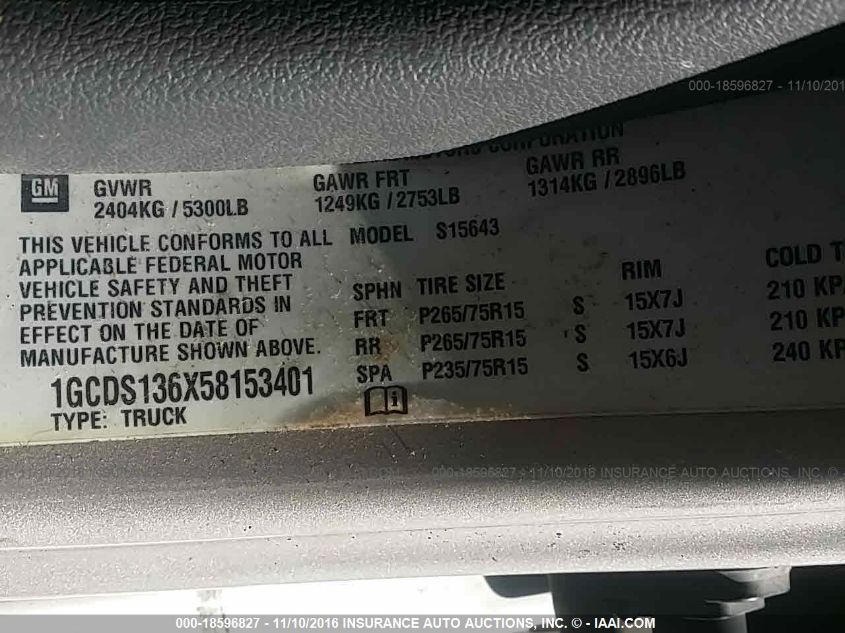 000-18596827 - 11/10/2016
CORPORATION
GM
GVWR
2404KG / 5300LB
GAWR FRT
1249KG / 2753LB
GAWR RR
1314KG / 2896LB
THIS VEHICLE CONFORMS TO ALL
APPLICABLE FEDERAL MOTOR
VEHICLE SAFETY AND THEFT
PREVENTION STANDARDS IN
EFFECT ON THE DATE OF
MANUFACTURE SHOWN ABOVE.
1GCDS136X58153401
TYPE: TRUCK
MODEL S15643
SPHN TIRE SIZE RIM COLD T
FRT P265/75R15 S 15X7J 210 KP
RR P265/75R15 S 15X7J 210 KP
SPA P235/75R15 S 15X6J 240 KP
000-18596827 - 11/10/2016 INSURANCE AUTO AUCTIONS, INC.
000-18596827 - 11/10/2016 INSURANCE AUTO AUCTIONS, INC. - © - IAAI.COM